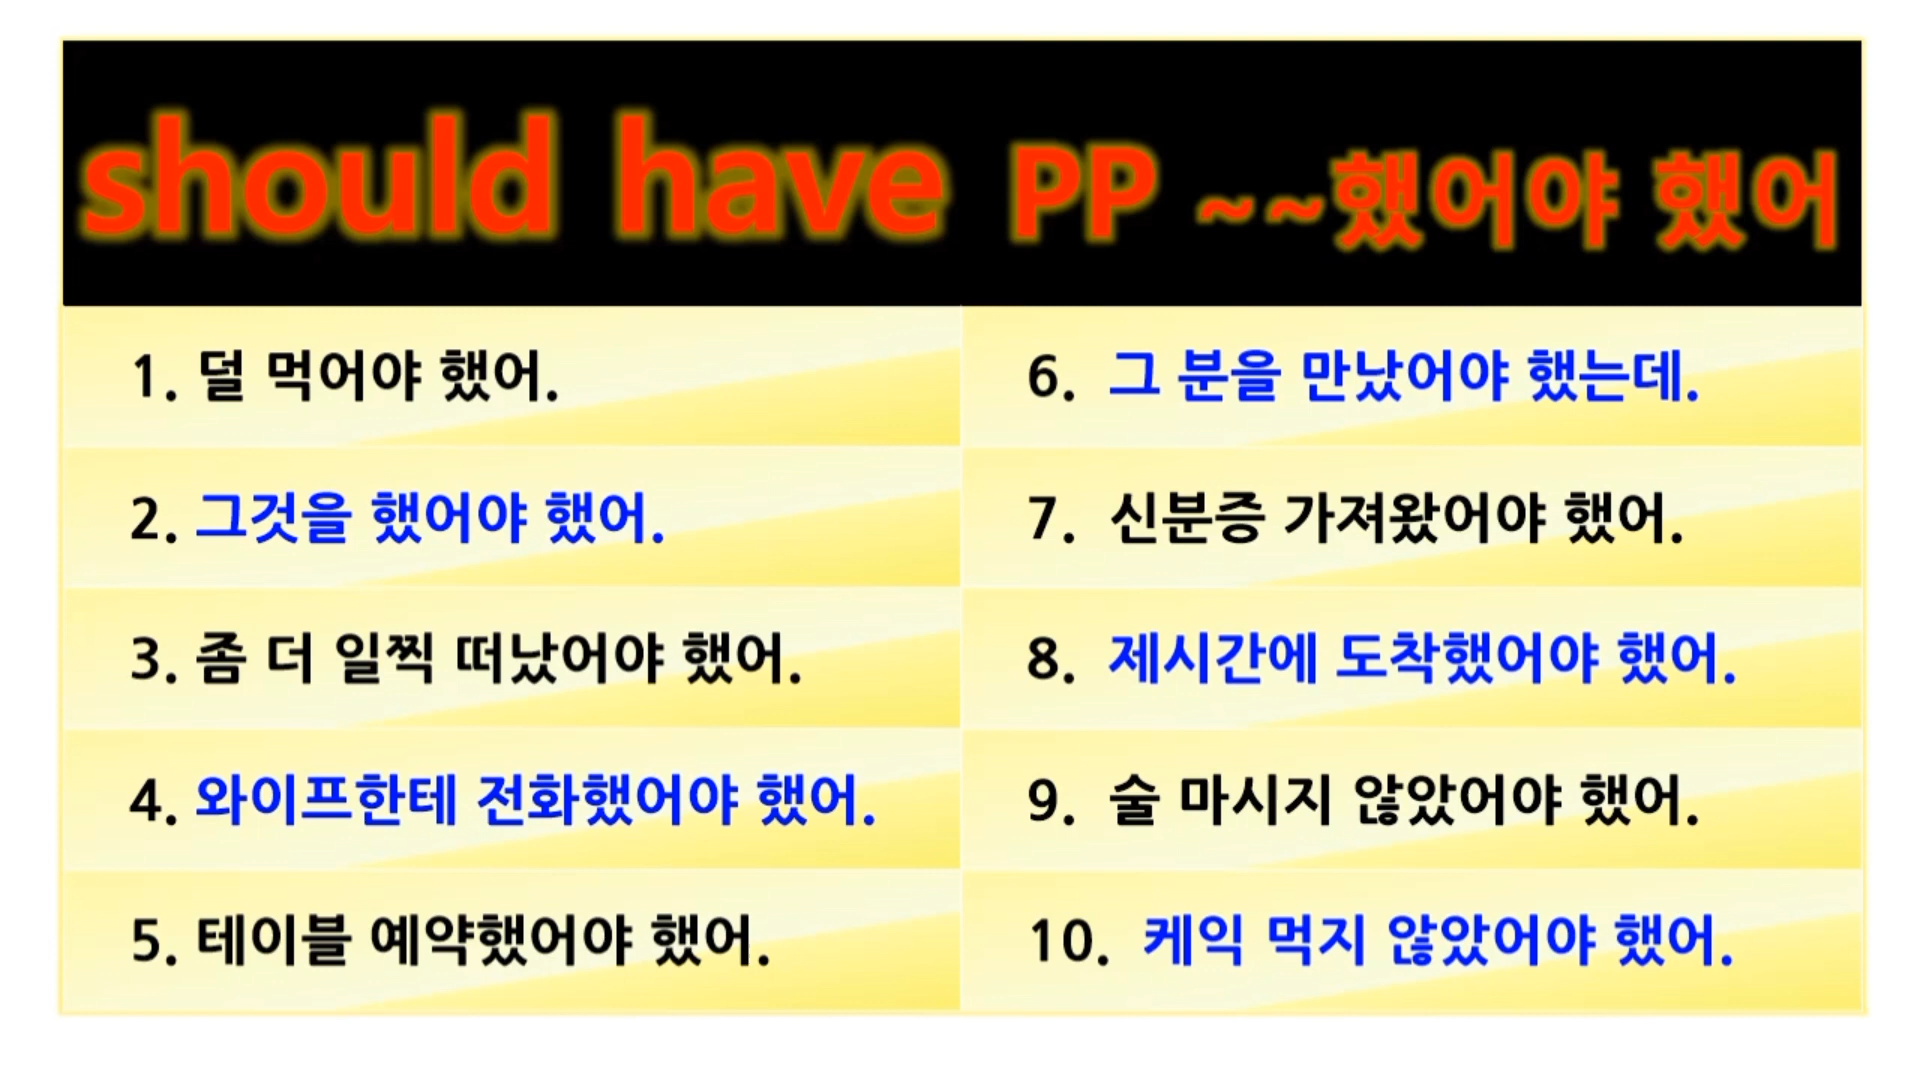 should have PP ~~했어야 했어
1. 덜 먹어야 했어.
2. 그것을 했어야 했어.
3. 좀 더 일찍 떠났어야 했어.
4. 와이프한테 전화했어야 했어.
5. 테이블 예약했어야 했어.
6. 그 분을 만났어야 했는데.
7. 신분증 가져왔어야 했어.
8. 제시간에 도착했어야 했어.
9. 술 마시지 않았어야 했어.
10. 케익 먹지 않았어야 했어.